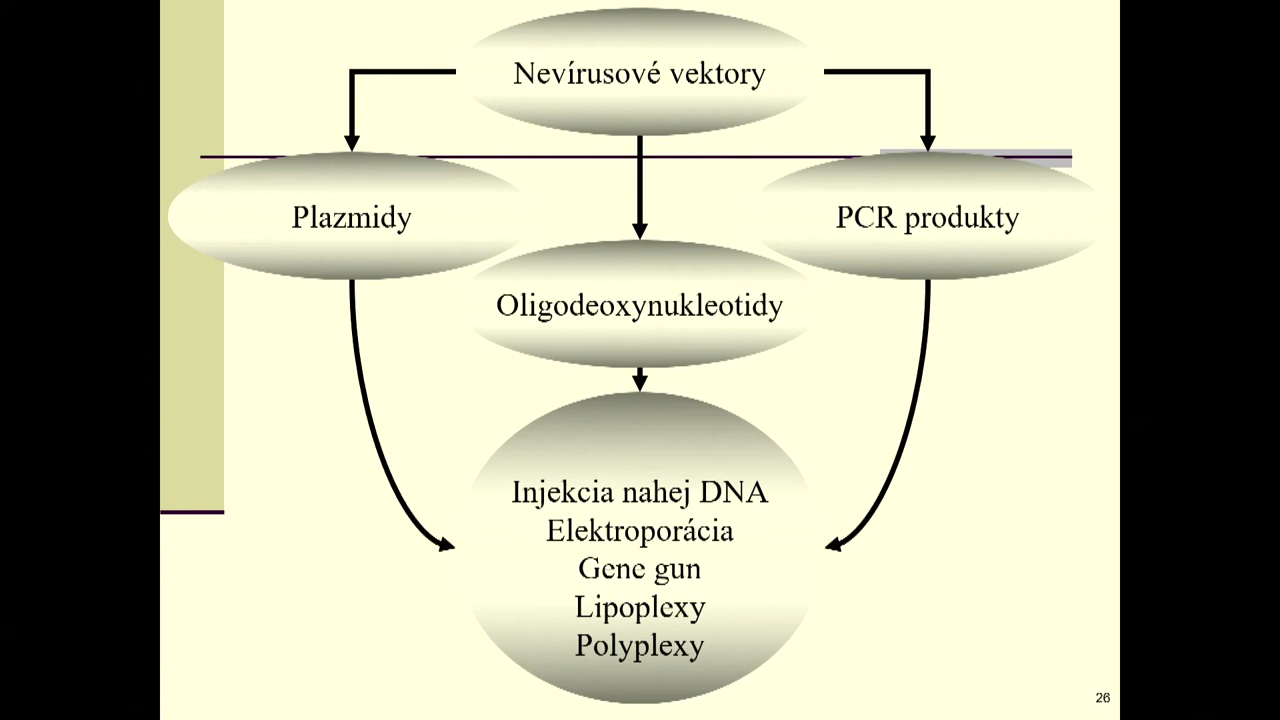 Nevírusové vektory
Plazmidy
PCR produkty
Oligodeoxynukleotidy
Injekcia nahej DNA
Elektroporácia
Gene gun
Lipoplexy
Polyplexy
26